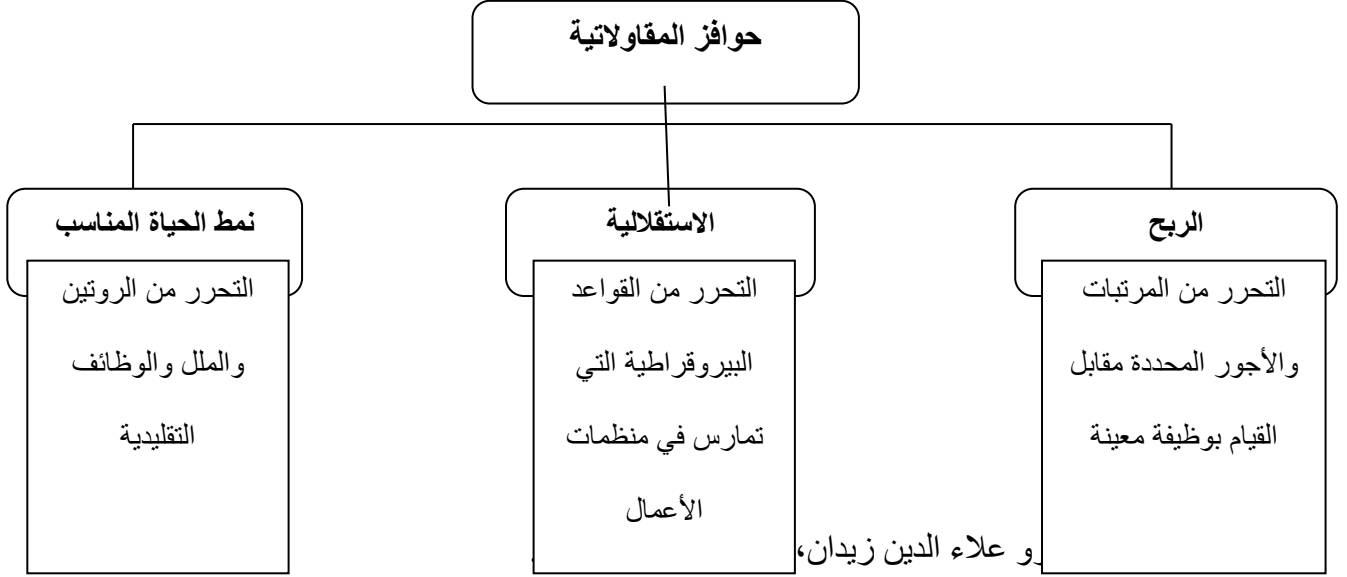 حوافز المقاولاتية
الربح
التحرر من المرتبات
والأجور المحددة مقابل
القيام بوظيفة معينة
الاستقلالية
التحرر من القواعد
البيروقراطية التي
تمارس في منظمات
الأعمال
نمط الحياة المناسب
التحرر من الروتين
والملل والوظائف
التقليدية
علاء الدين زيدان،